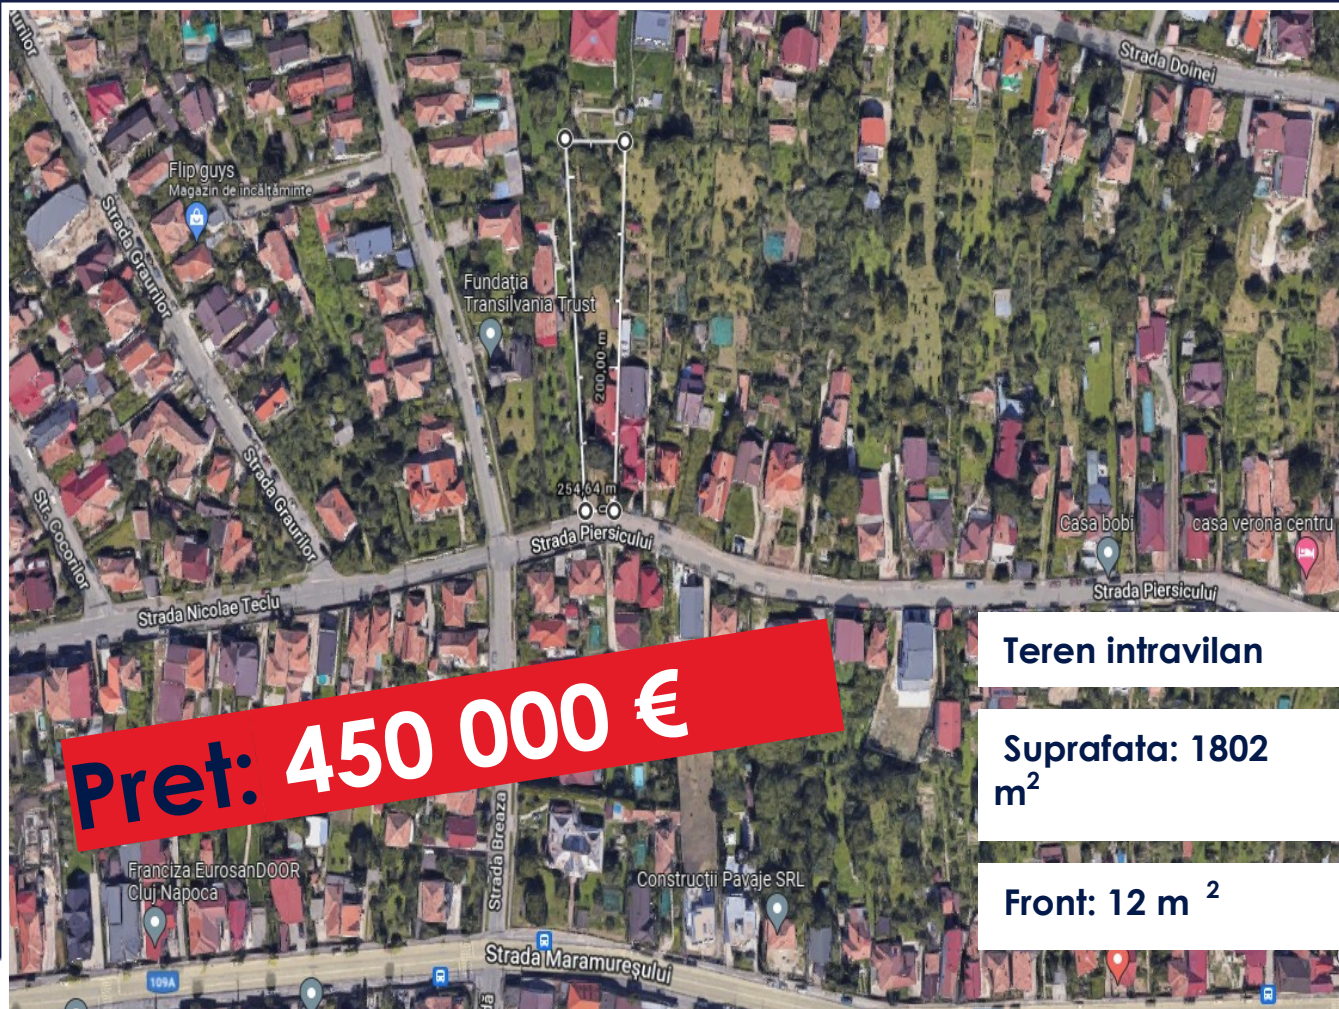 urilor
Strada Doinei
Flip guys
Magazin de încălțăminte
Strada Graurilor
Fundația
Transilvania Trust
200,00 m
254,64 m
Strada Graurilor
Str. Cocorilor
Strada Piersicului
Casa bobi
casa verona centru
Strada Piersicului
Strada Nicolae Teclu
Teren intravilan
Pret: 450 000 €
Suprafata: 1802
m²
Strada Breaza
Franciza EurosanDOOR
Cluj Napoca
Construcții Pavaje SRL
Front: 12 m ²
Strada Maramureșului
109A
dă